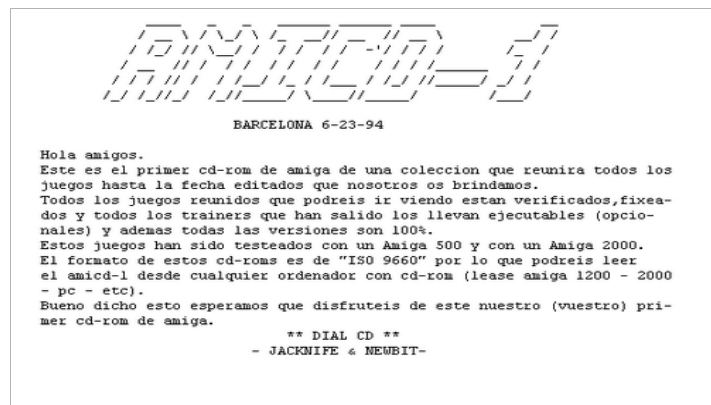 AMICD-1
BARCELONA 6-23-94
Hola amigos.
Este es el primer cd-rom de amiga de una coleccion que reunira todos los
juegos hasta la fecha editados que nosotros os brindamos.
Todos los juegos reunidos que podreis ir viendo estan verificados,fixea-
dos y todos los trainers que han salido los llevan ejecutables (opcio-
nales) y ademas todas las versiones son 100%.
Estos juegos han sido testeados con un Amiga 500 y con un Amiga 2000.
El formato de estos cd-roms es de "ISO 9660" por lo que podreis leer
el amicd-1 desde cualquier ordenador con cd-rom (lease amiga 1200 - 2000
- pc - etc).
Bueno dicho esto esperamos que disfruteis de este nuestro (vuestro) pri-
mer cd-rom de amiga.
** DIAL CD **
- JACKNIFE & NEWBIT-